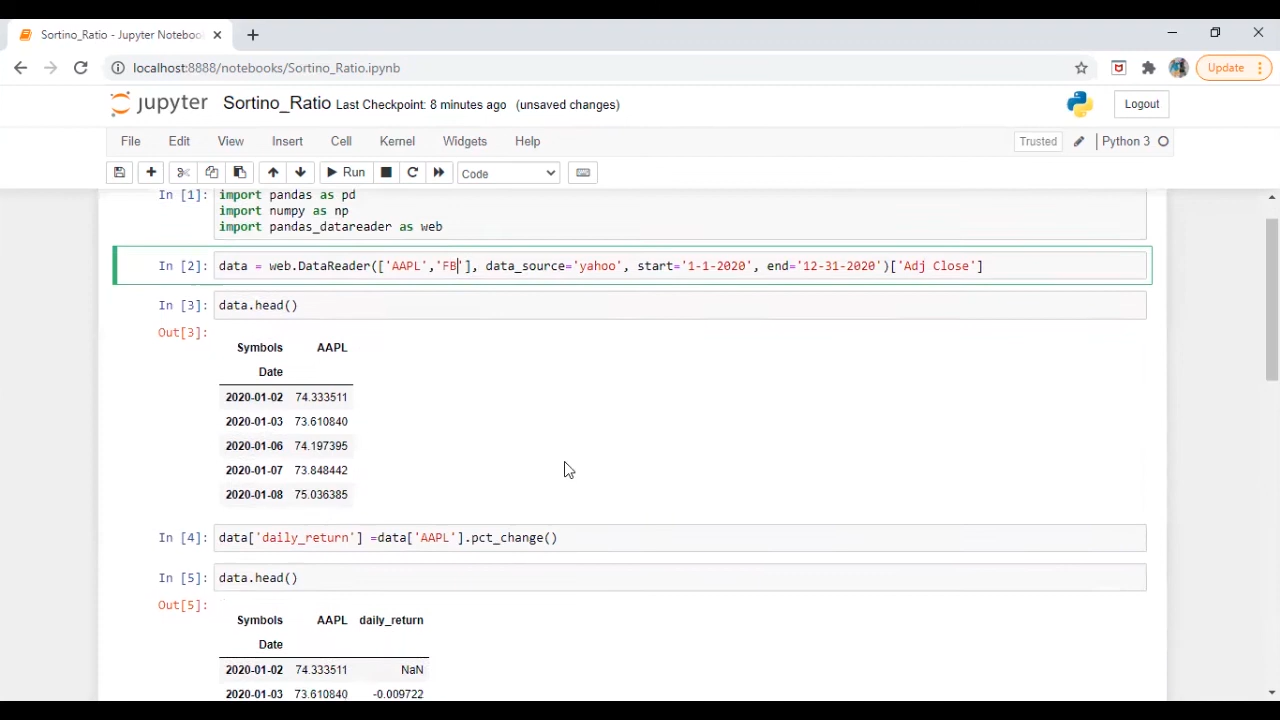 Sortino_Ratio - Jupyter Noteboo
localhost:8888/notebooks/Sortino_Ratio.ipynb
Update
jupyter Sortino_Ratio Last Checkpoint: 8 minutes ago (unsaved changes)
Logout
File Edit View Insert Cell Kernel Widgets Help
Trusted Python 3
Run Code
In [1]: import pandas as pd
import numpy as np
import pandas_datareader as web
In [2]: data = web.DataReader(['AAPL','FB'], data_source='yahoo', start='1-1-2020', end='12-31-2020')['Adj Close']
In [3]: data.head()
Out[3]:
Symbols AAPL
Date
2020-01-02 74.333511
2020-01-03 73.610840
2020-01-06 74.197395
2020-01-07 73.848442
2020-01-08 75.036385
In [4]: data['daily_return'] =data['AAPL'].pct_change()
In [5]: data.head()
Out[5]:
Symbols AAPL daily_return
Date
2020-01-02 74.333511 NaN
2020-01-03 73.610840 -0.009722